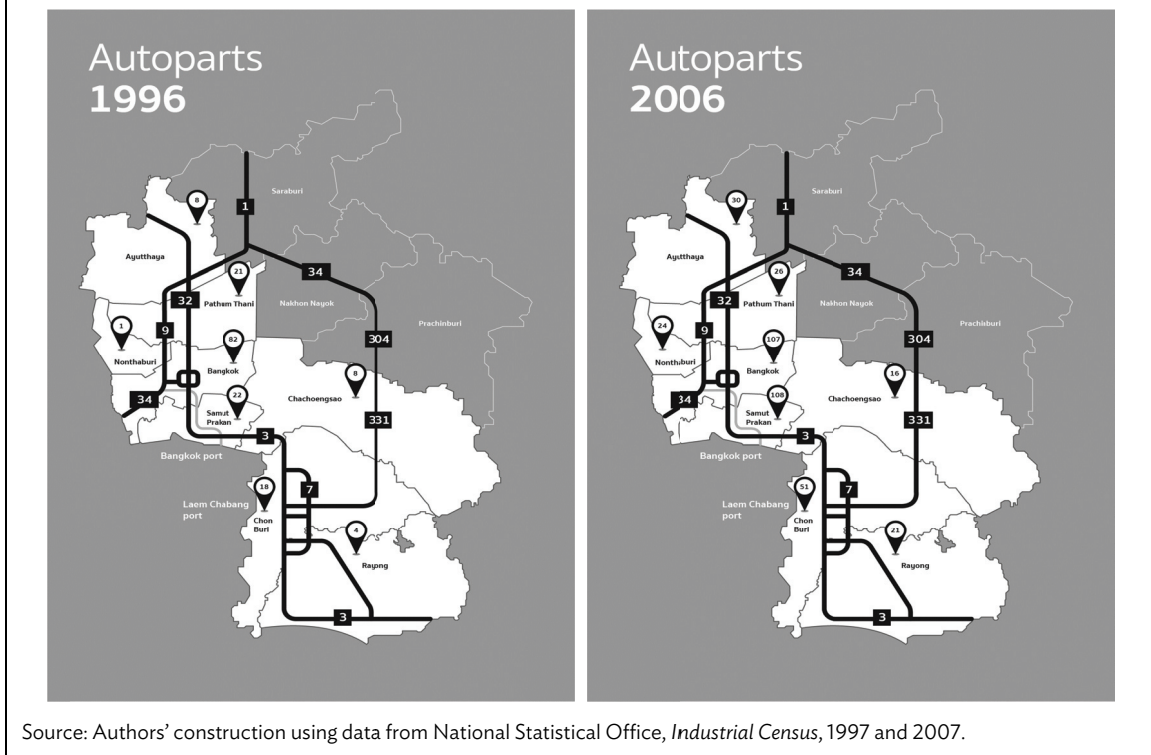 Autoparts
1996
Saraburi
8
1
Ayutthaya
21
34
32
Pathum Thani
Nakhon Nayok
Prachinburi
1
9
82
304
Nonthaburi
Bangkok
8
34
22
Chachoengsao
Samut
Prakan
331
3
Bangkok port
18
7
Laem Chabang
port
Chon
Buri
4
Rayong
3
Autoparts
2006
Saraburi
30
1
Ayutthaya
26
34
32
Pathum Thani
Nakhon Nayok
Prachinburi
24
9
107
304
Nonthaburi
Bangkok
16
34
108
Chachoengsao
Samut
Prakan
331
3
Bangkok port
51
7
Laem Chabang
port
Chon
Buri
21
Rayong
3
Source: Authors’ construction using data from National Statistical Office, Industrial Census, 1997 and 2007.